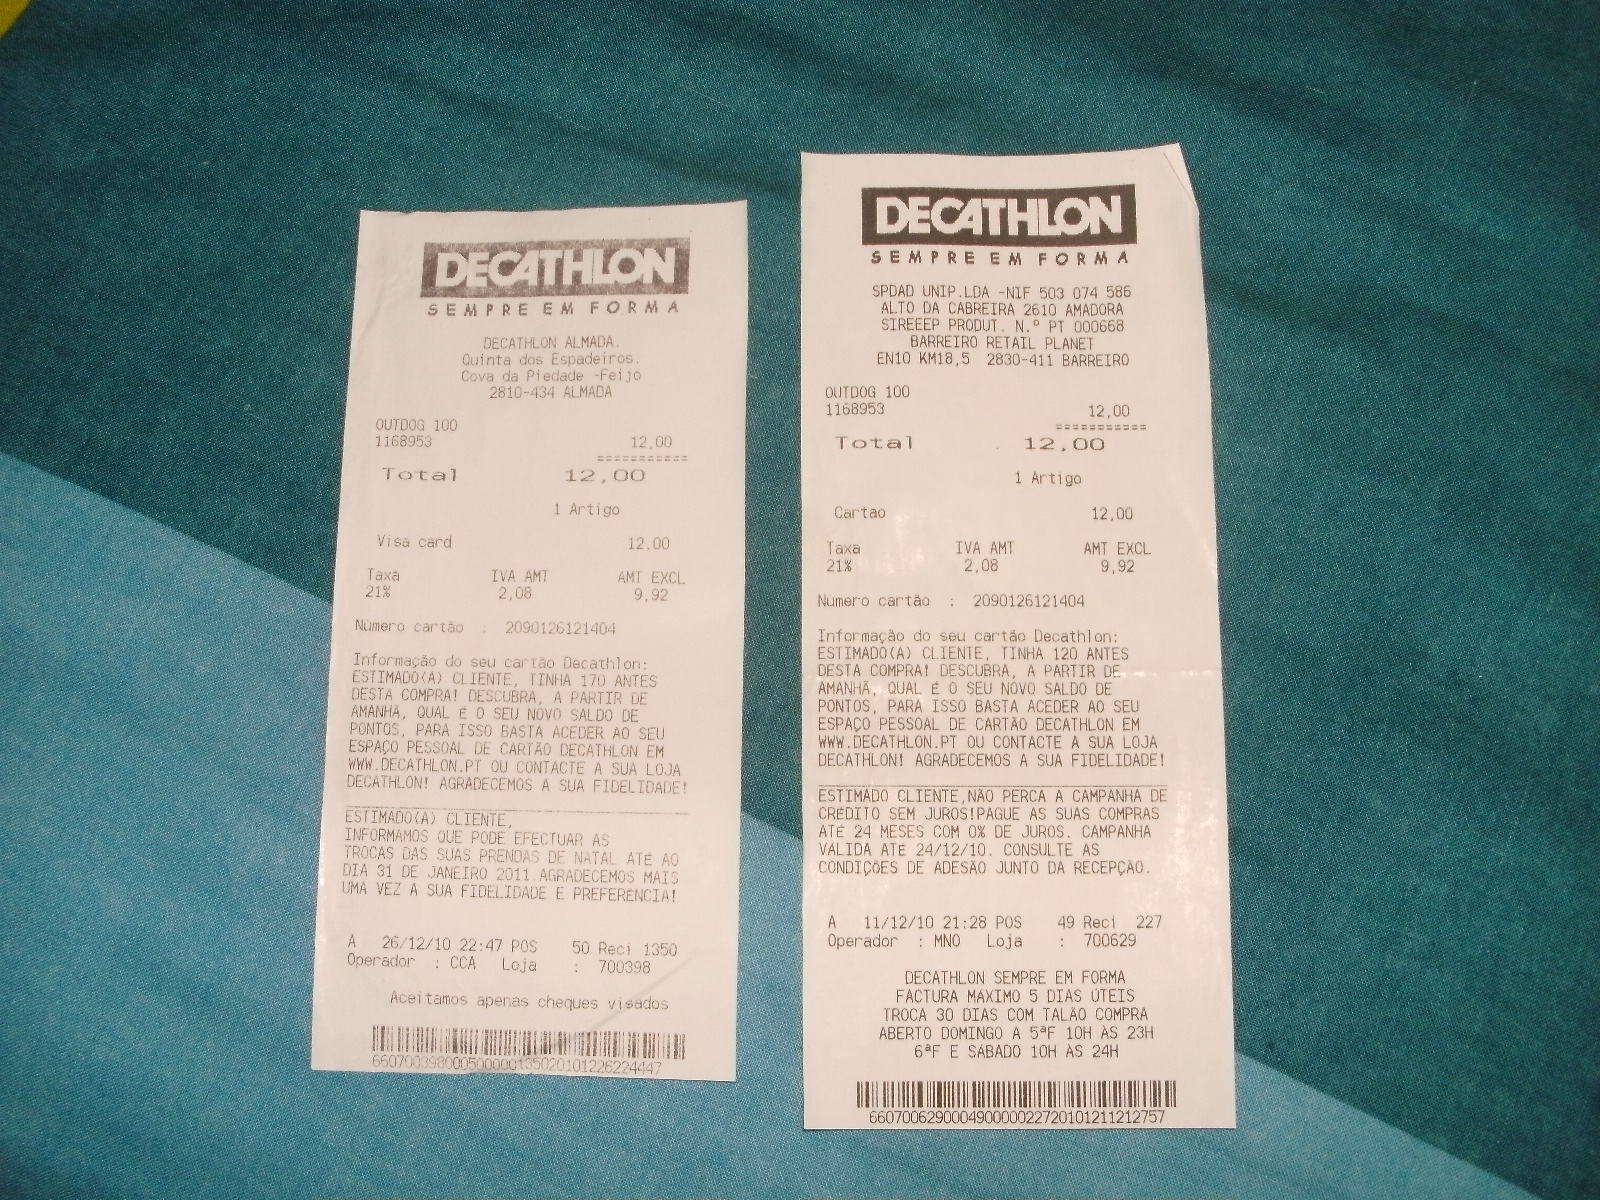 DECATHLON
SEMPRE EM FORMA
DECATHLON ALMADA.
Quinta dos Espadeiros.
Cova da Piedade -Feijo
2810-434 ALMADA
OUTDOG 100
1168953 12,00
===========
Total 12,00
1 Artigo
Visa card 12,00
Taxa IVA AMT AMT EXCL
21% 2,08 9,92
Numero cartão : 2090126121404
Informação do seu cartão Decathlon:
ESTIMADO(A) CLIENTE, TINHA 170 ANTES
DESTA COMPRA! DESCUBRA, A PARTIR DE
AMANHÃ, QUAL É O SEU NOVO SALDO DE
PONTOS, PARA ISSO BASTA ACEDER AO SEU
ESPAÇO PESSOAL DE CARTÃO DECATHLON EM
WWW.DECATHLON.PT OU CONTACTE A SUA LOJA
DECATHLON! AGRADECEMOS A SUA FIDELIDADE!
ESTIMADO(A) CLIENTE,
INFORMAMOS QUE PODE EFECTUAR AS
TROCAS DAS SUAS PRENDAS DE NATAL ATÉ AO
DIA 31 DE JANEIRO 2011.AGRADECEMOS MAIS
UMA VEZ A SUA FIDELIDADE E PREFERÊNCIA!
A 26/12/10 22:47 POS 50 Reci 1350
Operador : CCA Loja : 700398
Aceitamos apenas cheques visados
660700398000500000135020101226224447
DECATHLON
SEMPRE EM FORMA
SPDAD UNIP.LDA -NIF 503 074 586
ALTO DA CABREIRA 2610 AMADORA
SIREEEP PRODUT. N.º PT 000668
BARREIRO RETAIL PLANET
EN10 KM18,5 2830-411 BARREIRO
OUTDOG 100
1168953 12,00
===========
Total 12,00
1 Artigo
Cartao 12,00
Taxa IVA AMT AMT EXCL
21% 2,08 9,92
Numero cartão : 2090126121404
Informação do seu cartão Decathlon:
ESTIMADO(A) CLIENTE, TINHA 120 ANTES
DESTA COMPRA! DESCUBRA, A PARTIR DE
AMANHÃ, QUAL É O SEU NOVO SALDO DE
PONTOS, PARA ISSO BASTA ACEDER AO SEU
ESPAÇO PESSOAL DE CARTÃO DECATHLON EM
WWW.DECATHLON.PT OU CONTACTE A SUA LOJA
DECATHLON! AGRADECEMOS A SUA FIDELIDADE!
ESTIMADO CLIENTE,NÃO PERCA A CAMPANHA DE
CRÉDITO SEM JUROS!PAGUE AS SUAS COMPRAS
ATÉ 24 MESES COM 0% DE JUROS. CAMPANHA
VÁLIDA ATÉ 24/12/10. CONSULTE AS
CONDIÇÕES DE ADESÃO JUNTO DA RECEPÇÃO.
A 11/12/10 21:28 POS 49 Reci 227
Operador : MNO Loja : 700629
DECATHLON SEMPRE EM FORMA
FACTURA MÁXIMO 5 DIAS ÚTEIS
TROCA 30 DIAS COM TALÃO COMPRA
ABERTO DOMINGO A 5ªF 10H ÀS 23H
6ªF E SÁBADO 10H ÀS 24H
660700629000490000022720101211212757